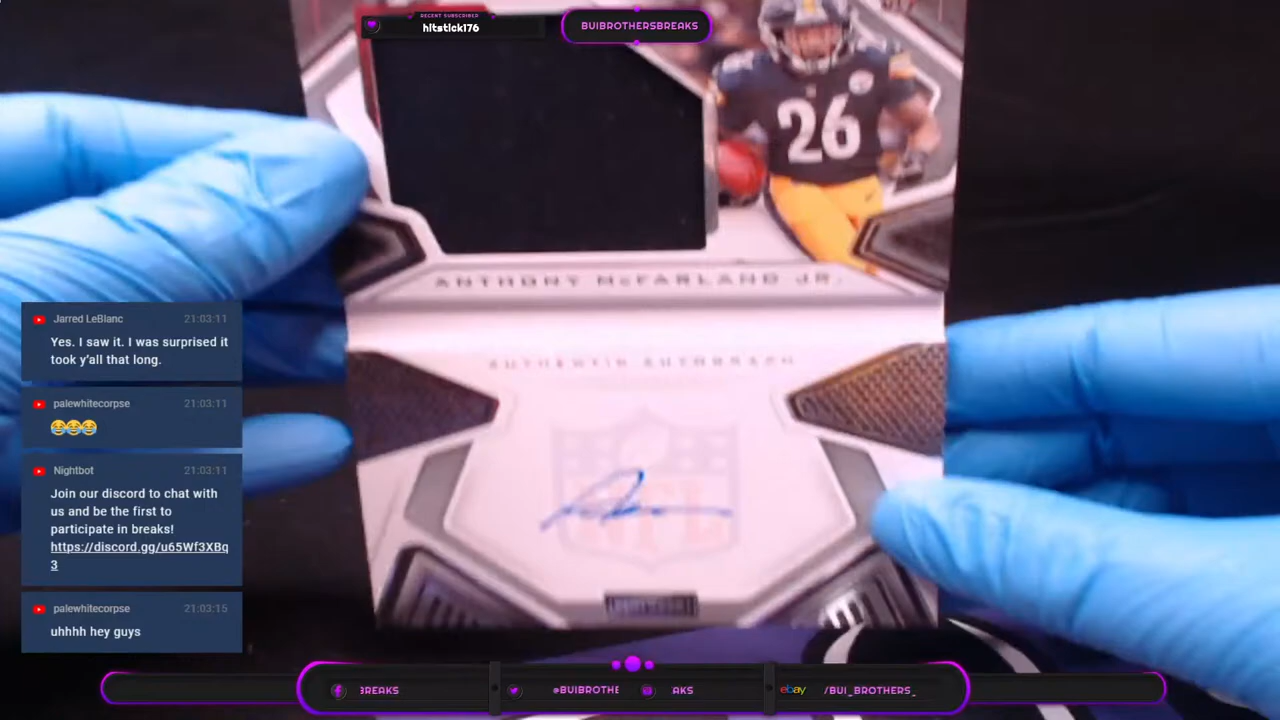 RECENT SUBSCRIBER
hitstick176
BUIBROTHERSBREAKS
26
ANTHONY McFARLAND JR.
AUTHENTIC AUTOGRAPH
NFL
Jarred LeBlanc 21:03:11
Yes. I saw it. I was surprised it
took y'all that long.
palewhitecorpse 21:03:11
😂😂😂
Nightbot 21:03:11
Join our discord to chat with
us and be the first to
participate in breaks!
https://discord.gg/u65Wf3XBq
3
palewhitecorpse 21:03:15
uhhhh hey guys
BREAKS @BUIBROTHE AKS ebay /BUI_BROTHERS_